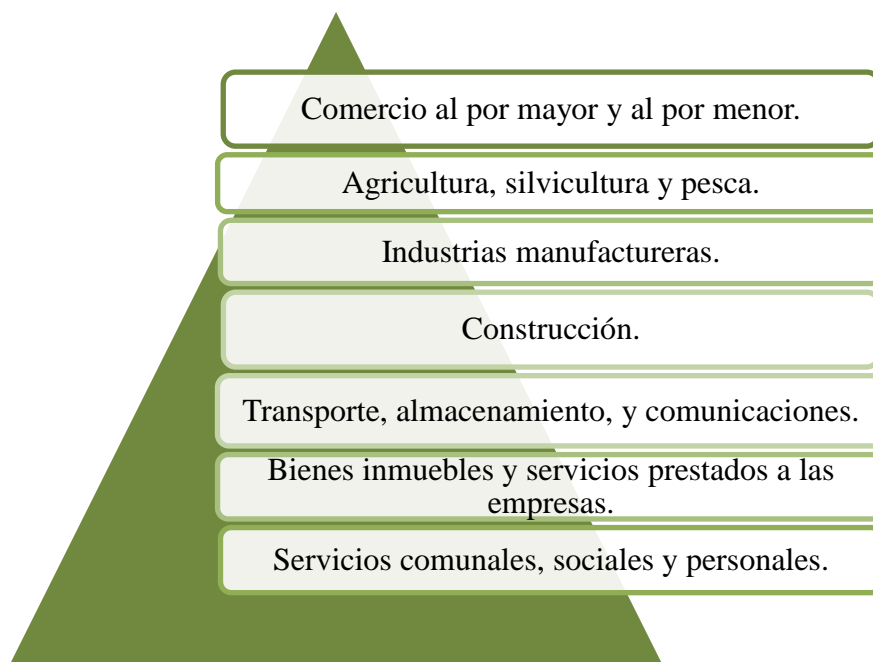 Comercio al por mayor y al por menor.
Agricultura, silvicultura y pesca.
Industrias manufactureras.
Construcción.
Transporte, almacenamiento, y comunicaciones.
Bienes inmuebles y servicios prestados a las
empresas.
Servicios comunales, sociales y personales.